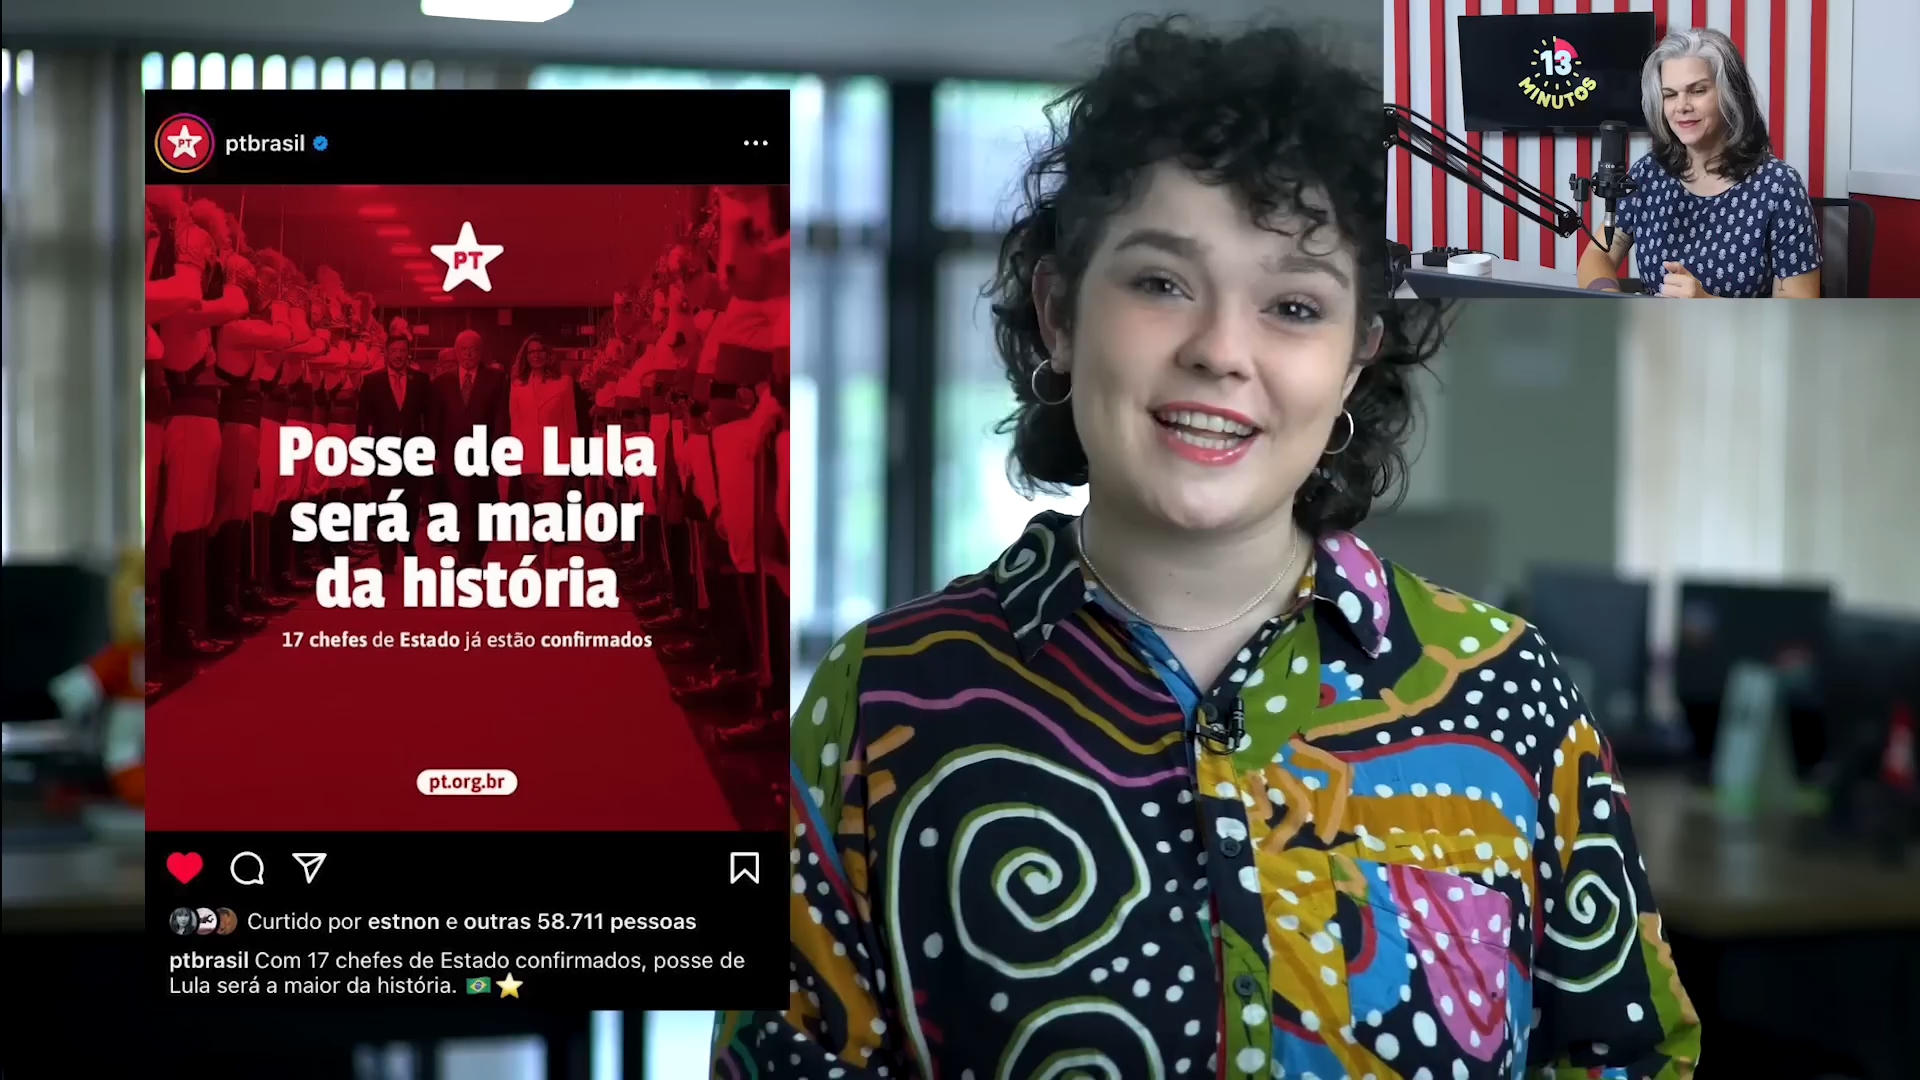 PT
ptbrasil
PT
Posse de Lula
será a maior
da história
17 chefes de Estado já estão confirmados
pt.org.br
Curtido por estnon e outras 58.711 pessoas
ptbrasil Com 17 chefes de Estado confirmados, posse de
Lula será a maior da história.
13
MINUTOS